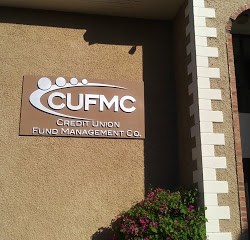 CUFMC
CREDIT UNION
FUND MANAGEMENT CO.